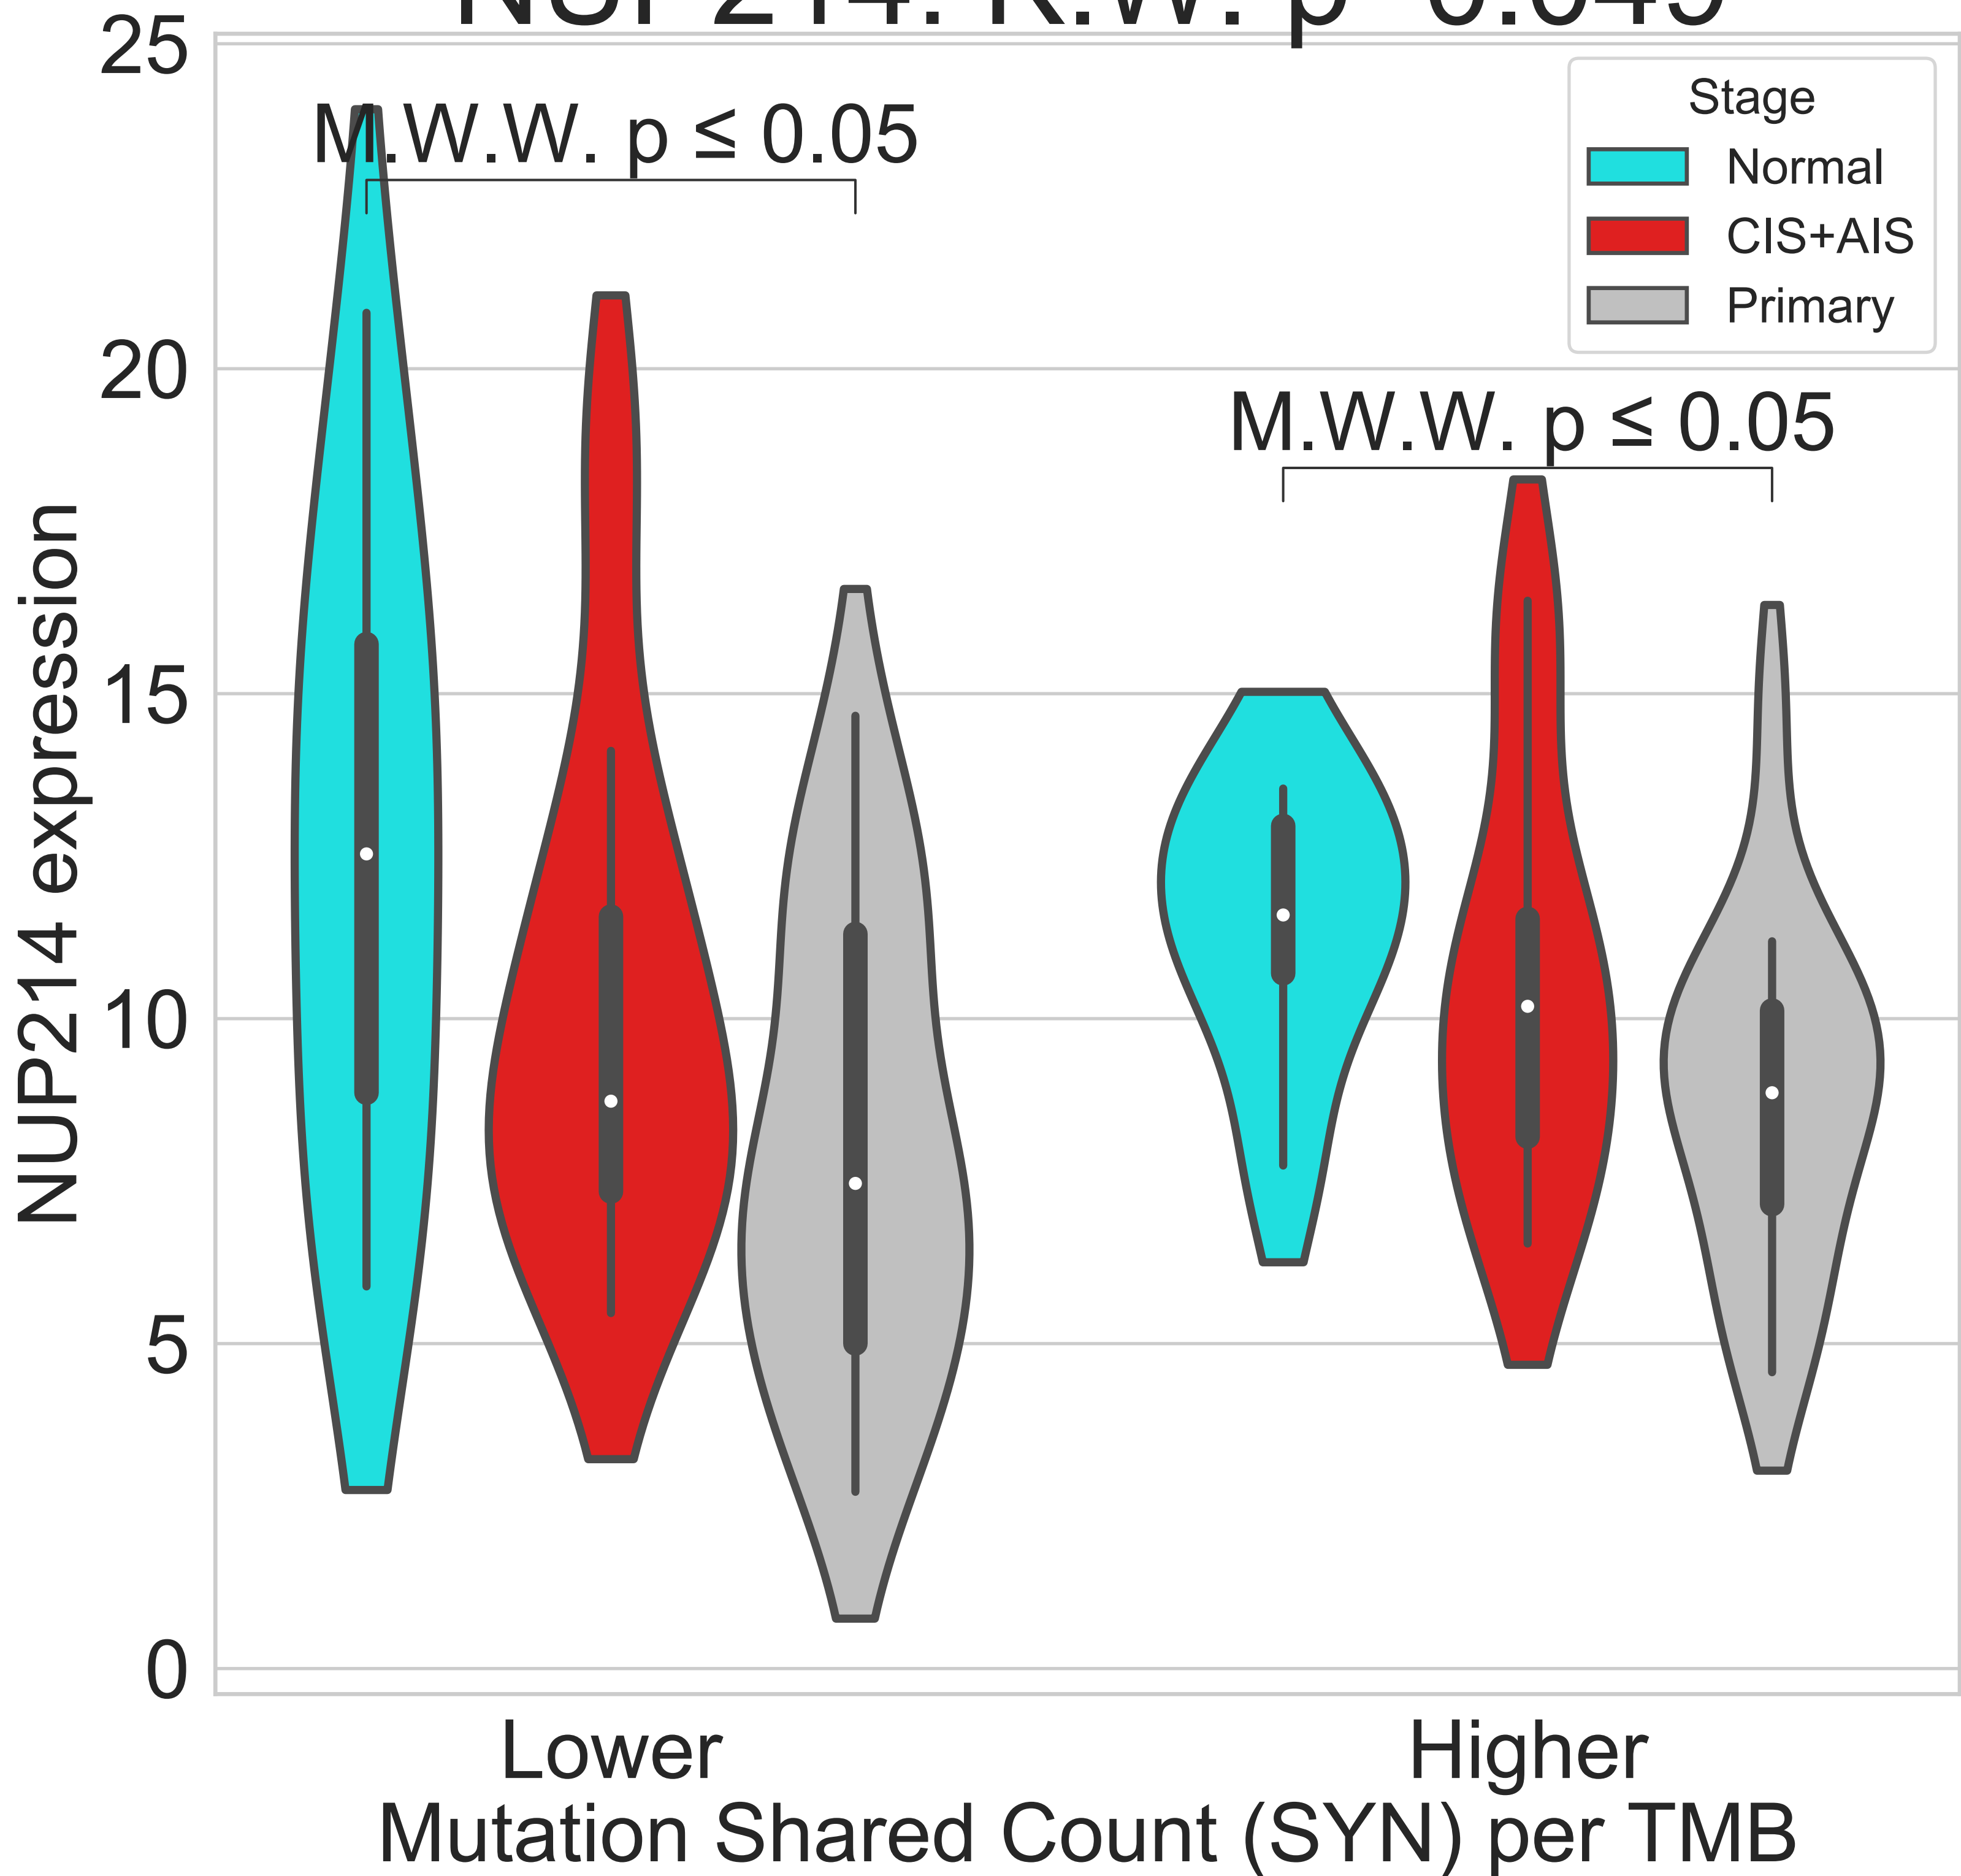 NUP214: K.W. p
25
20
15
10
5
0
NUP214 expression
M.W.W. p ≤ 0.05
M.W.W. p ≤ 0.05
Stage
Normal
CIS+AIS
Primary
Lower
Higher
Mutation Shared Count (SYN) per TMB